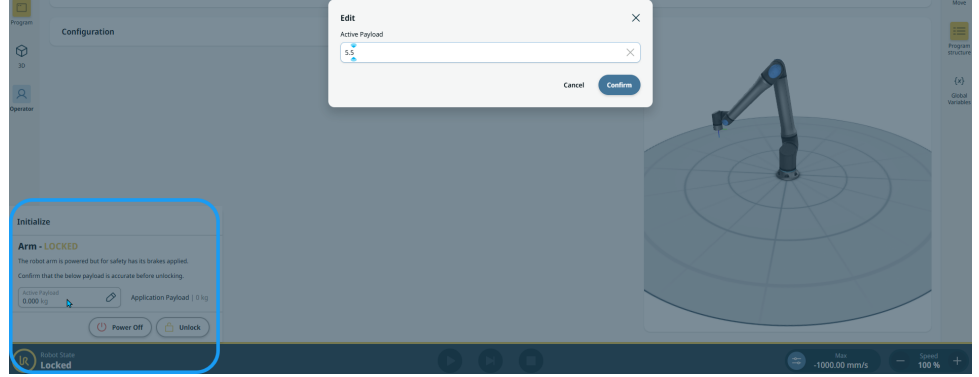 Program
Configuration
3D
Operator
Edit
Active Payload
5.5
Cancel
Confirm
Move
Program
structure
{x}
Global
Variables
Initialize
Arm - LOCKED
The robot arm is powered but for safety has its brakes applied.
Confirm that the below payload is accurate before unlocking.
Active Payload
0.000 kg
Application Payload | 0 kg
Power Off
Unlock
UR
Robot State
Locked
Max
-1000.00 mm/s
Speed
100 %